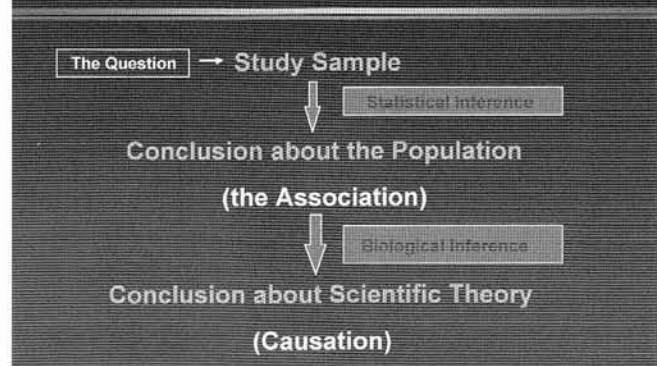 The Question → Study Sample
Statistical Inference
Conclusion about the Population
(the Association)
Biological Inference
Conclusion about Scientific Theory
(Causation)